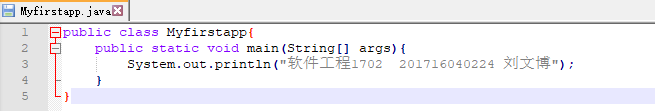 Myfirstapp.java
1 public class Myfirstapp{
2 public static void main(String[] args){
3 System.out.println("软件工程1702  201716040224 刘文博");
4 }
5 }